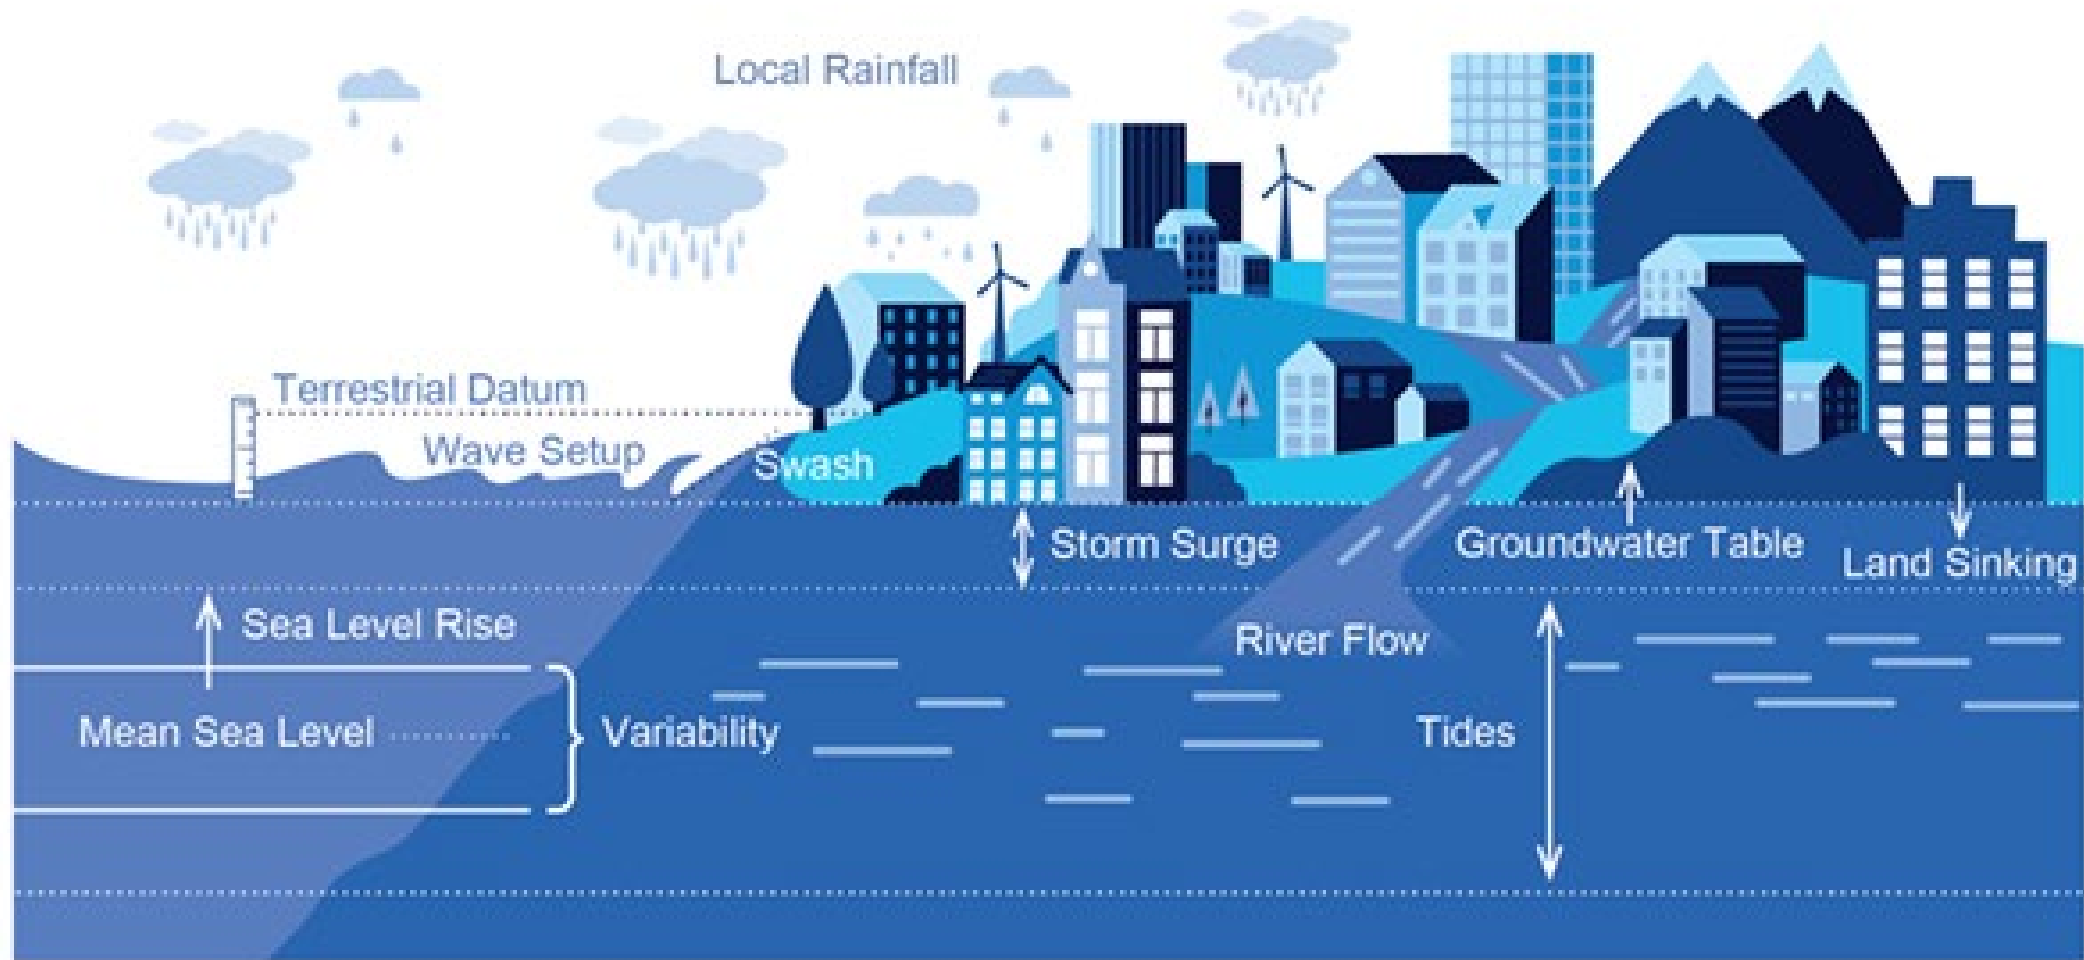 Local Rainfall
Terrestrial Datum
Wave Setup
Swash
Storm Surge
Groundwater Table
Land Sinking
Sea Level Rise
River Flow
Mean Sea Level
Variability
Tides